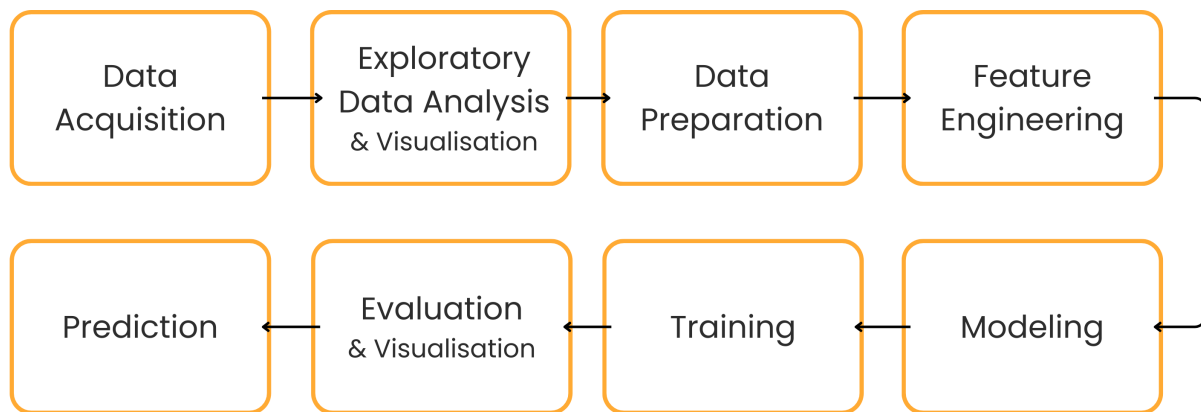 Data
Acquisition
Exploratory
Data Analysis
& Visualisation
Data
Preparation
Feature
Engineering
Prediction
Evaluation
& Visualisation
Training
Modeling